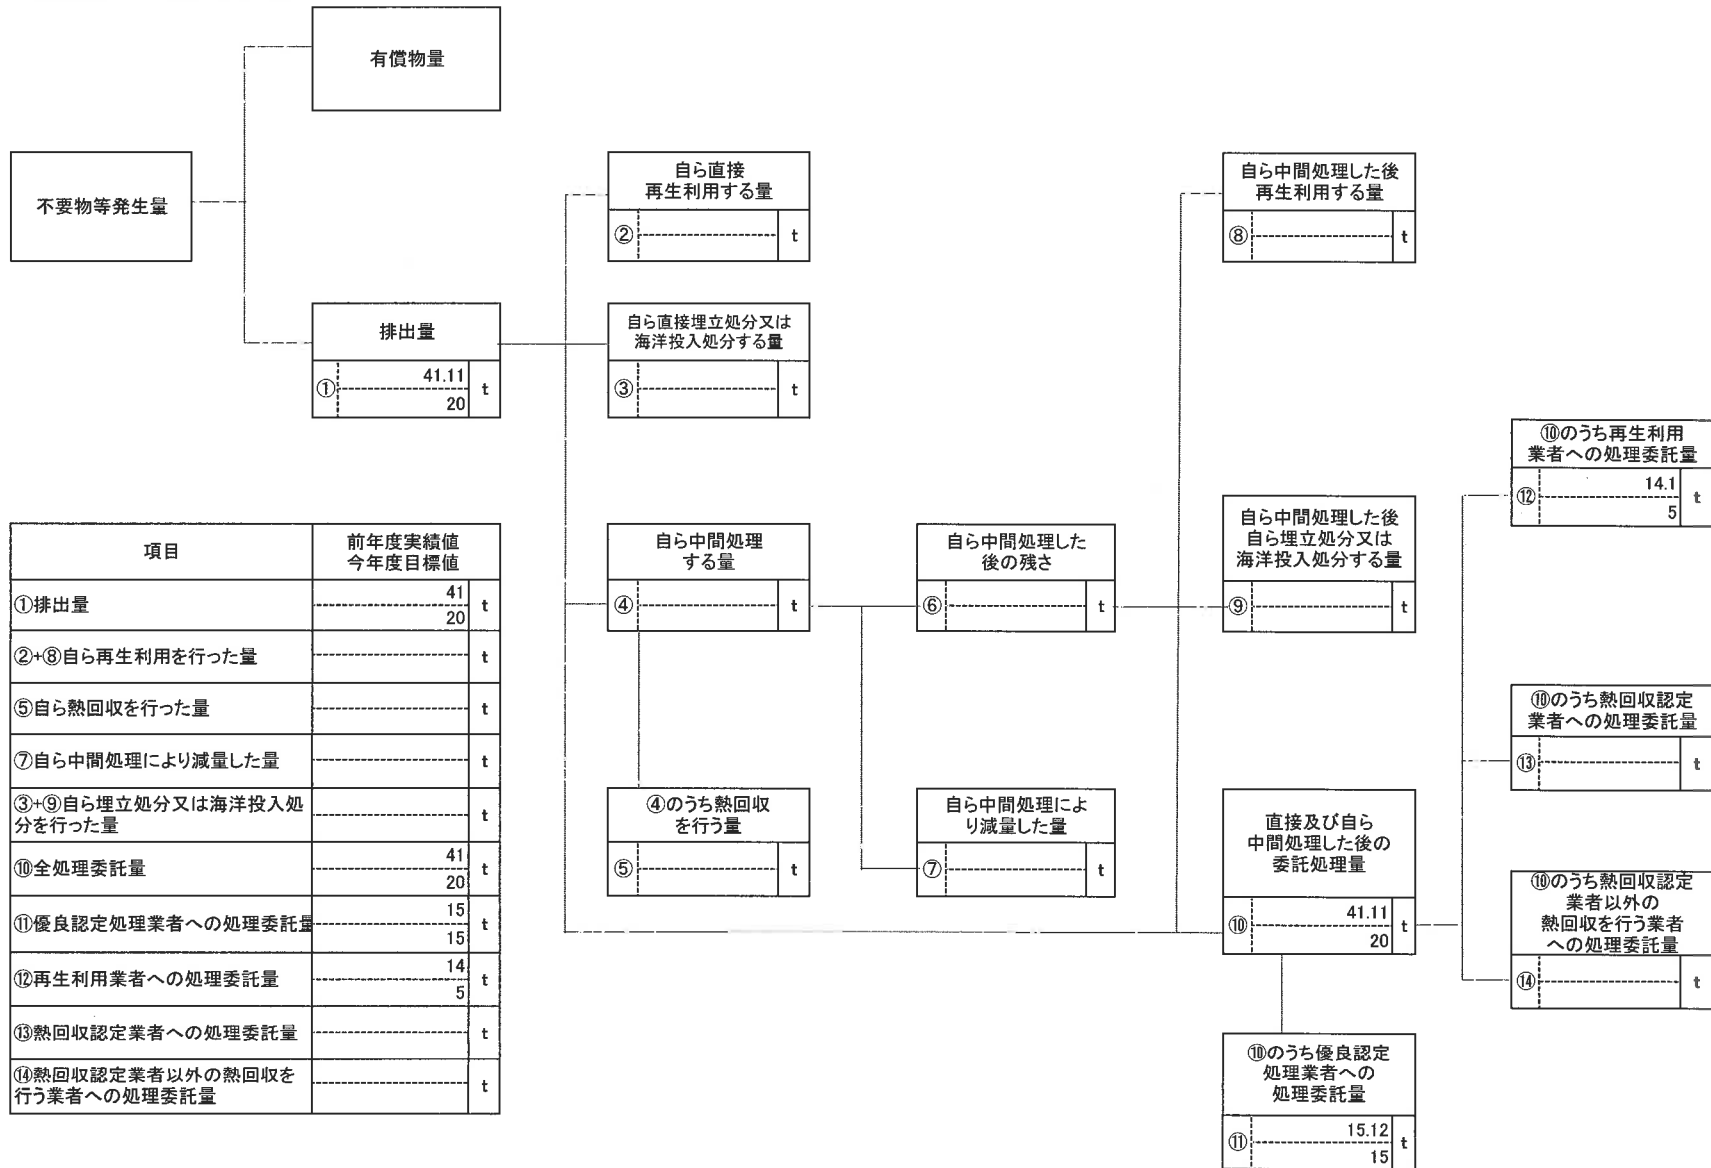 有償物量
不要物等発生量
排出量
①
41.11
20
t
自ら直接
再生利用する量
②
t
自ら直接埋立処分又は
海洋投入処分する量
③
t
自ら中間処理
する量
④
t
④のうち熱回収
を行う量
⑤
t
自ら中間処理した
後の残さ
⑥
t
自ら中間処理によ
り減量した量
⑦
t
自ら中間処理した後
再生利用する量
⑧
t
自ら中間処理した後
自ら埋立処分又は
海洋投入処分する量
⑨
t
直接及び自ら
中間処理した後の
委託処理量
⑩
41.11
20
t
⑩のうち優良認定
処理業者への
処理委託量
⑪
15.12
15
t
⑩のうち再生利用
業者への処理委託量
⑫
14.1
5
t
⑩のうち熱回収認定
業者への処理委託量
⑬
t
⑩のうち熱回収認定
業者以外の
熱回収を行う業者
への処理委託量
⑭
t
項目
前年度実績値
今年度目標値
①排出量
41
20
t
②+⑧自ら再生利用を行った量
t
⑤自ら熱回収を行った量
t
⑦自ら中間処理により減量した量
t
③+⑨自ら埋立処分又は海洋投入処
分を行った量
t
⑩全処理委託量
41
20
t
⑪優良認定処理業者への処理委託量
15
15
t
⑫再生利用業者への処理委託量
14
5
t
⑬熱回収認定業者への処理委託量
t
⑭熱回収認定業者以外の熱回収を
行う業者への処理委託量
t